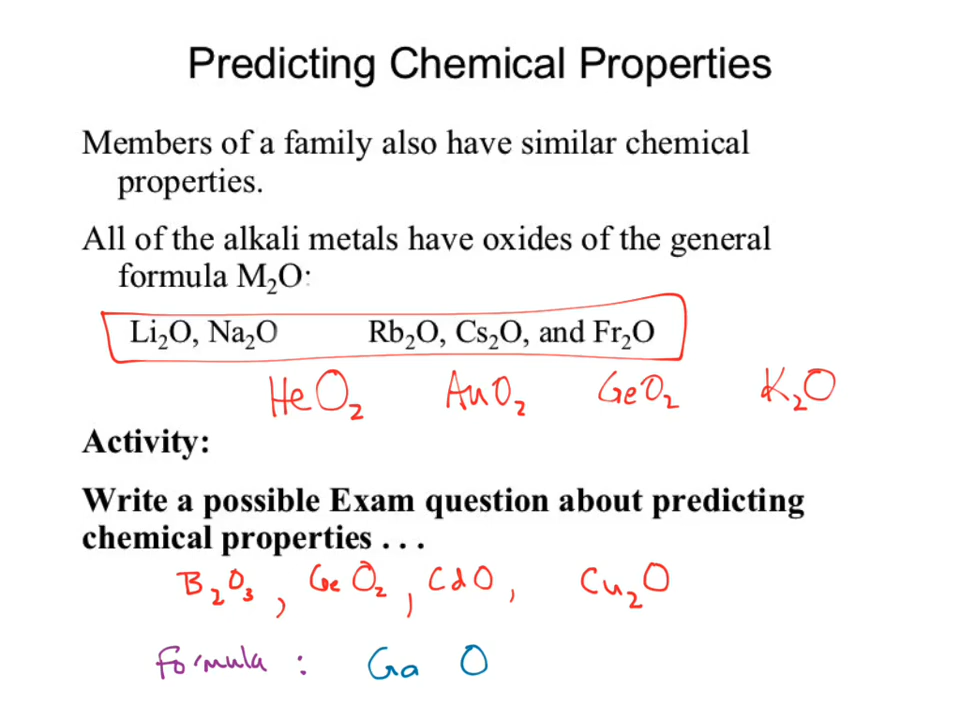 Predicting Chemical Properties
Members of a family also have similar chemical
properties.
All of the alkali metals have oxides of the general
formula M₂O:
Li₂O, Na₂O Rb₂O, Cs₂O, and Fr₂O
HeO₂ AuO₂ GeO₂ K₂O
Activity:
Write a possible Exam question about predicting
chemical properties . . .
B₂O₃, GeO₂, CdO, Cu₂O
Formula : Ga O